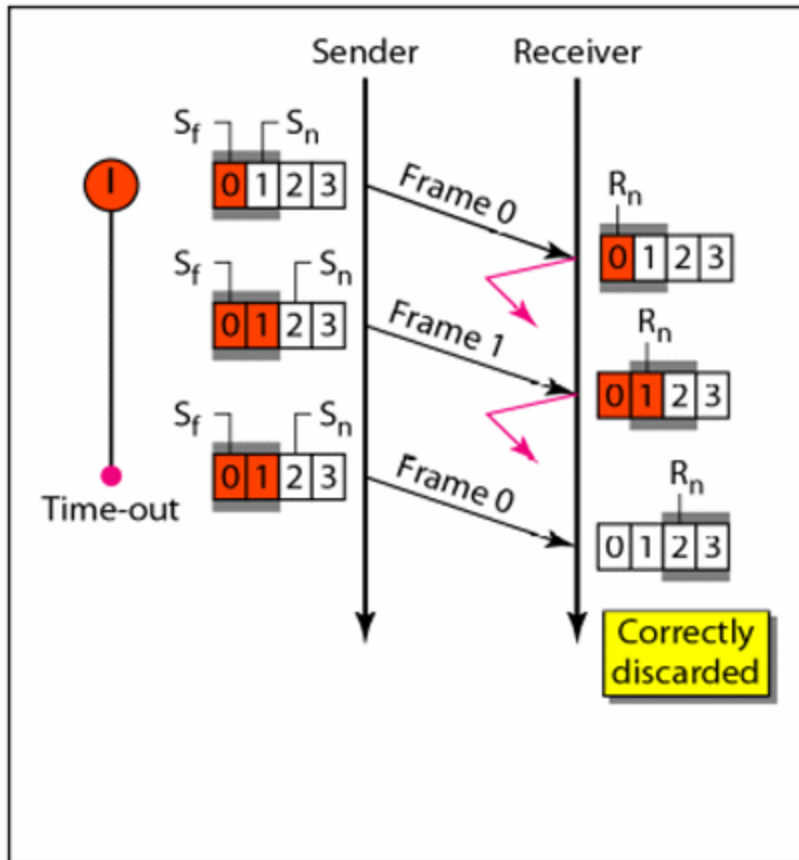 Sender
Receiver
Sf
Sn
0 1 2 3
Frame 0
Rn
0 1 2 3
Sf
Sn
0 1 2 3
Frame 1
Rn
0 1 2 3
Sf
Sn
0 1 2 3
Frame 0
Rn
0 1 2 3
Time-out
Correctly
discarded